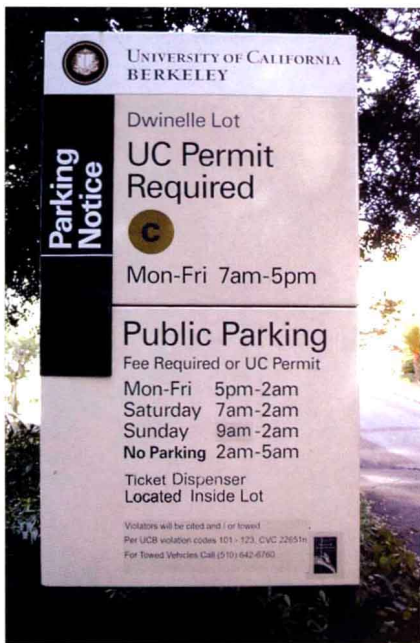 UNIVERSITY OF CALIFORNIA
BERKELEY
Parking
Notice
Dwinelle Lot
UC Permit
Required
C
Mon-Fri 7am-5pm
Public Parking
Fee Required or UC Permit
Mon-Fri 5pm-2am
Saturday 7am-2am
Sunday 9am-2am
No Parking 2am-5am
Ticket Dispenser
Located Inside Lot
Violators will be cited and / or towed
Per UCB violation codes 101 - 123, CVC 22651n
For Towed Vehicles Call (510) 642-6760